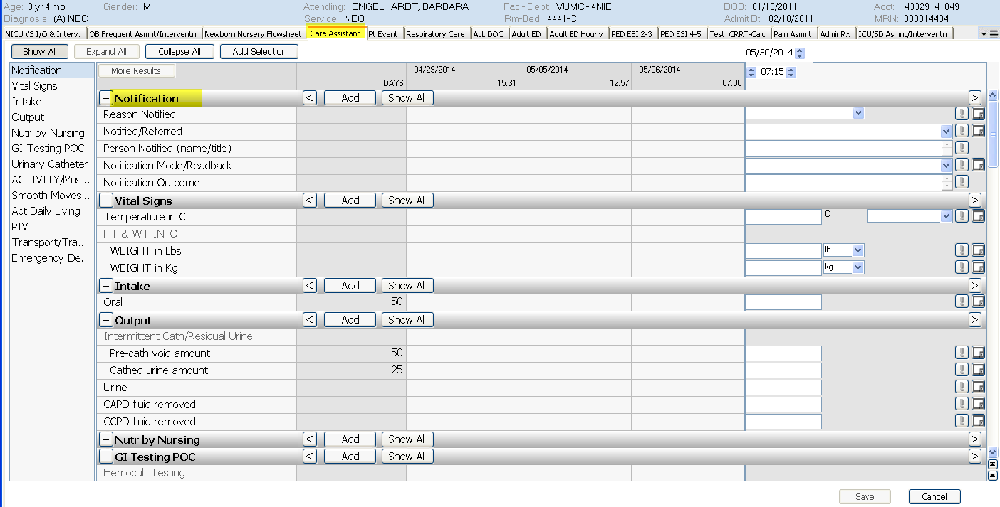 Age: 3 yr 4 mo Gender: M Attending: ENGELHARDT, BARBARA Fac - Dept: VUMC - 4NIE DOB: 01/15/2011 Acct: 143329141049
Diagnosis: (A) NEC Service: NEO Rm-Bed: 4441-C Admit Dt: 02/18/2011 MRN: 080014434
NICU VS I/O & Interv. OB Frequent Asmnt/Interventn Newborn Nursery Flowsheet Care Assistant Pt Event Respiratory Care ALL DOC Adult ED Adult ED Hourly PED ESI 2-3 PED ESI 4-5 Test_CRRT-Calc Pain Asmnt AdminRx ICU/SD Asmnt/Interventn
Show All Expand All Collapse All Add Selection 05/30/2014
Notification More Results 04/29/2014 05/05/2014 05/06/2014 07:15
DAYS 15:31 12:57 07:00
Vital Signs
Intake
Output
Nutr by Nursing
GI Testing POC
Urinary Catheter
ACTIVITY/Mus...
Smooth Moves...
Act Daily Living
PIV
Transport/Tra...
Emergency De...
− Notification < Add Show All >
Reason Notified
Notified/Referred
Person Notified (name/title)
Notification Mode/Readback
Notification Outcome
− Vital Signs < Add Show All >
Temperature in C C
HT & WT INFO
WEIGHT in Lbs lb
WEIGHT in Kg kg
− Intake < Add Show All >
Oral 50
− Output < Add Show All >
Intermittent Cath/Residual Urine
Pre-cath void amount 50
Cathed urine amount 25
Urine
CAPD fluid removed
CCPD fluid removed
− Nutr by Nursing < Add Show All >
− GI Testing POC < Add Show All >
Hemocult Testing
Save Cancel